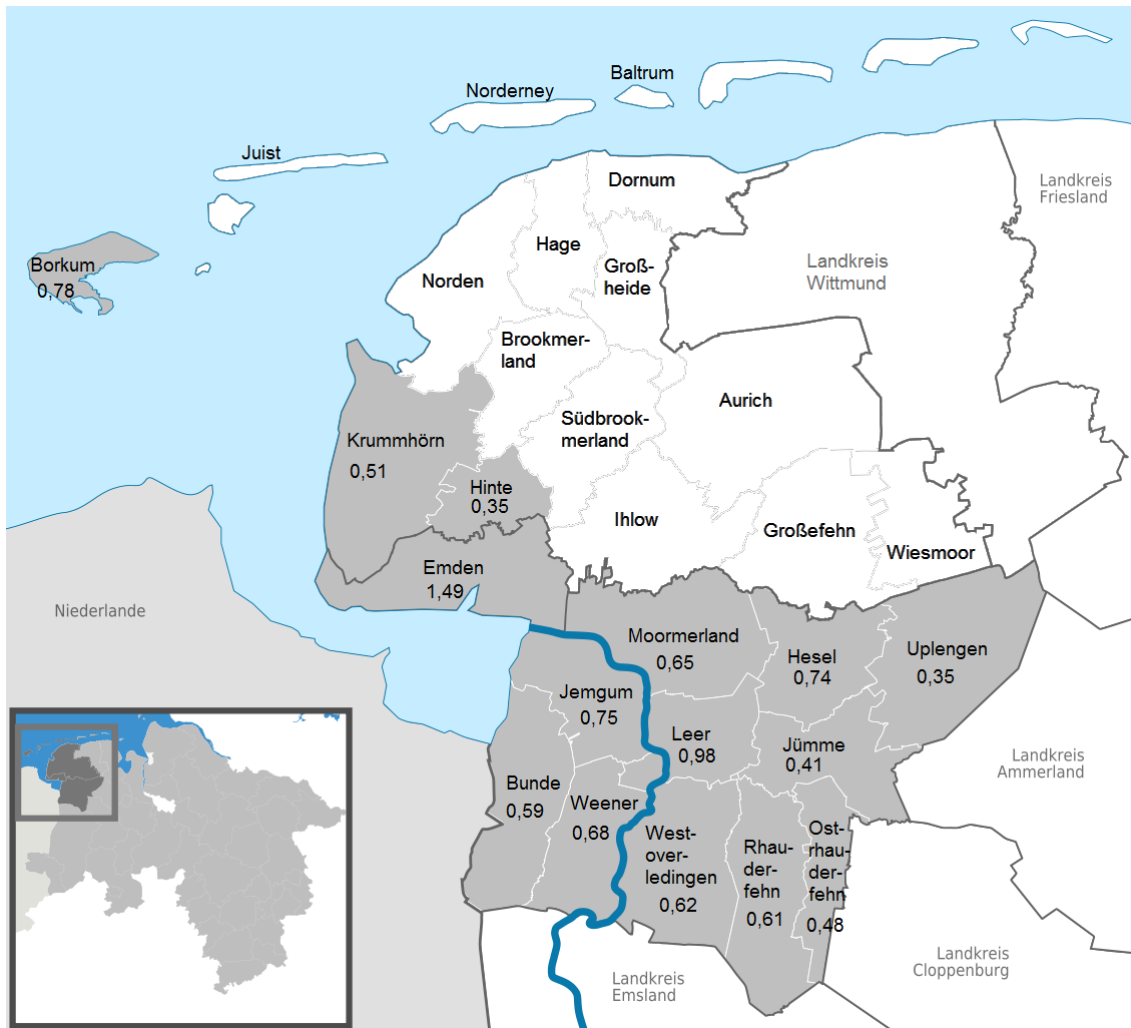 Baltrum
Norderney
Juist
Dornum
Landkreis
Friesland
Hage
Borkum
0,78
Norden
Groß-
heide
Landkreis
Wittmund
Brookmer-
land
Aurich
Südbrook-
merland
Krummhörn
0,51
Hinte
0,35
Ihlow
Großefehn
Wiesmoor
Emden
1,49
Niederlande
Moormerland
0,65
Hesel
0,74
Uplengen
0,35
Jemgum
0,75
Leer
0,98
Jümme
0,41
Landkreis
Ammerland
Bunde
0,59
Weener
0,68
West-
over-
ledingen
0,62
Rhau-
der-
fehn
0,61
Ost-
rhau-
der-
fehn
0,48
Landkreis
Cloppenburg
Landkreis
Emsland